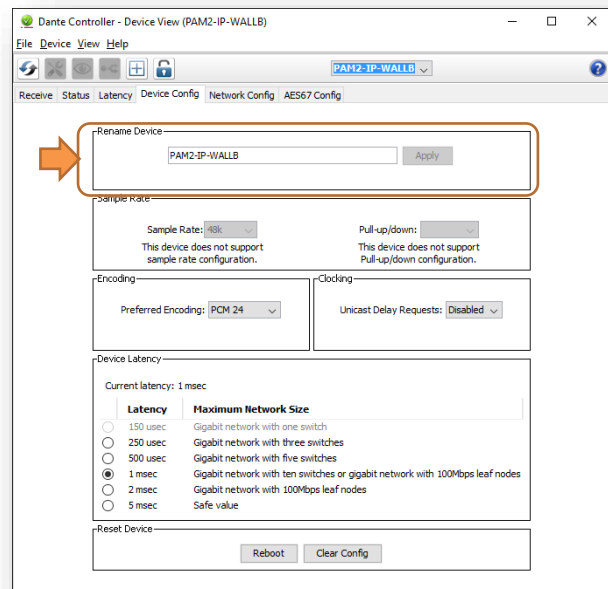 Dante Controller - Device View (PAM2-IP-WALLB)
File Device View Help
PAM2-IP-WALLB
Receive Status Latency Device Config Network Config AES67 Config
Rename Device
PAM2-IP-WALLB Apply
Sample Rate
Sample Rate: 48k Pull-up/down:
This device does not support This device does not support
sample rate configuration. Pull-up/down configuration.
Encoding Clocking
Preferred Encoding: PCM 24 Unicast Delay Requests: Disabled
Device Latency
Current latency: 1 msec
Latency Maximum Network Size
150 usec Gigabit network with one switch
250 usec Gigabit network with three switches
500 usec Gigabit network with five switches
1 msec Gigabit network with ten switches or gigabit network with 100Mbps leaf nodes
2 msec Gigabit network with 100Mbps leaf nodes
5 msec Safe value
Reset Device
Reboot Clear Config